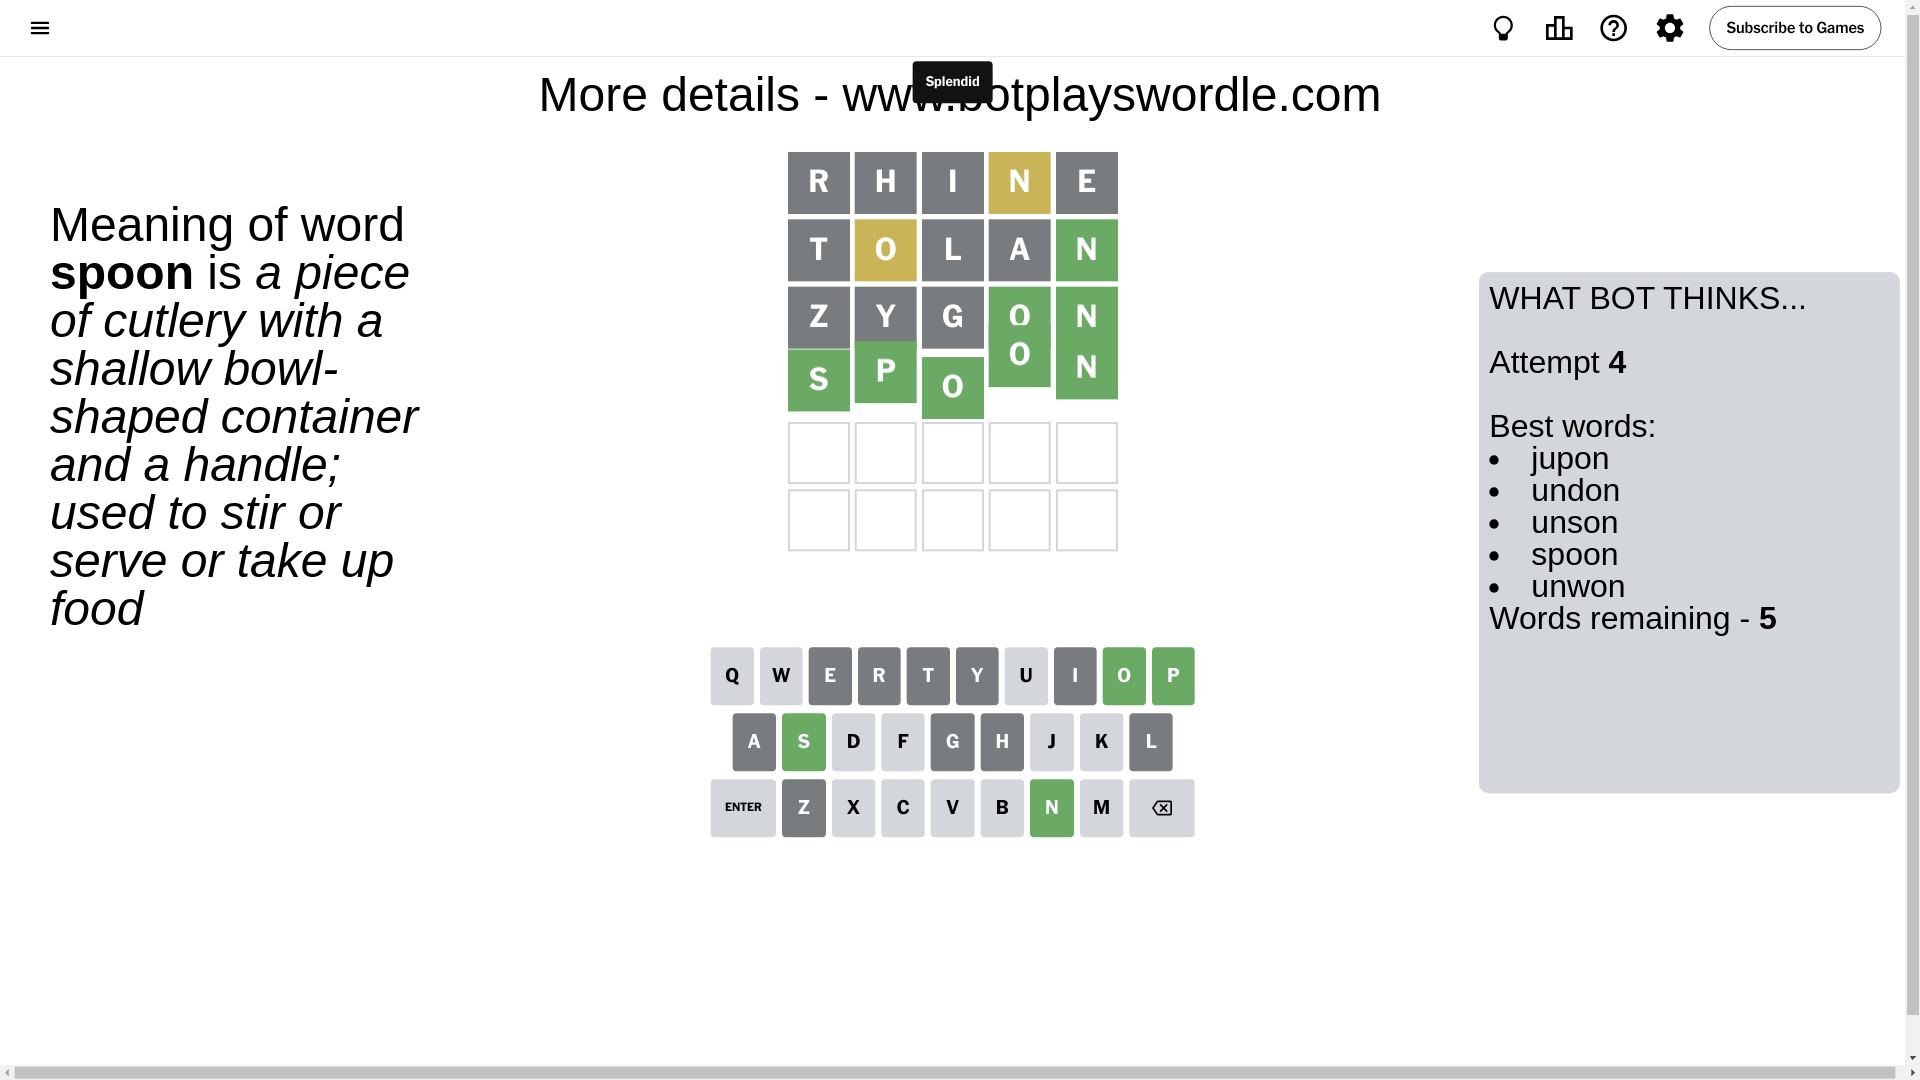 Subscribe to Games
Splendid
More details - www.botplayswordle.com
Meaning of word
spoon is a piece
of cutlery with a
shallow bowl-
shaped container
and a handle;
used to stir or
serve or take up
food
R H I N E
T O L A N
Z Y G O N
S P O O N
WHAT BOT THINKS...
Attempt 4
Best words:
• jupon
• undon
• unson
• spoon
• unwon
Words remaining - 5
Q W E R T Y U I O P
A S D F G H J K L
ENTER Z X C V B N M